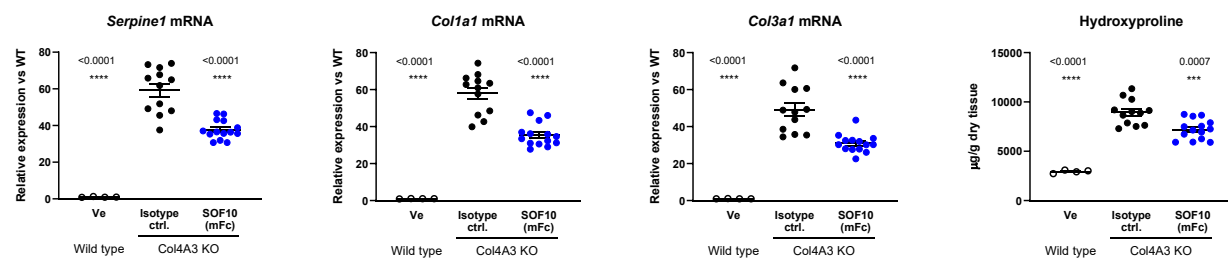 Serpine1 mRNA
Relative expression vs WT
80
60
40
20
0
<0.0001
****
<0.0001
****
Ve
Isotype
ctrl.
SOF10
(mFc)
Wild type
Col4A3 KO
Col1a1 mRNA
Relative expression vs WT
80
60
40
20
0
<0.0001
****
<0.0001
****
Ve
Isotype
ctrl.
SOF10
(mFc)
Wild type
Col4A3 KO
Col3a1 mRNA
Relative expression vs WT
80
60
40
20
0
<0.0001
****
<0.0001
****
Ve
Isotype
ctrl.
SOF10
(mFc)
Wild type
Col4A3 KO
Hydroxyproline
µg/g dry tissue
15000
10000
5000
0
<0.0001
****
0.0007
***
Ve
Isotype
ctrl.
SOF10
(mFc)
Wild type
Col4A3 KO